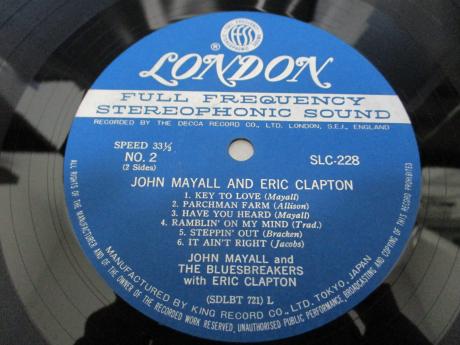 ®
LONDON
FULL FREQUENCY
STEREOPHONIC SOUND
RECORDED BY THE DECCA RECORD CO., LTD. LONDON, S.E.I., ENGLAND
SPEED 33⅓
NO. 2
(2 Sides)
SLC-228
JOHN MAYALL AND ERIC CLAPTON
1. KEY TO LOVE (Mayall)
2. PARCHMAN FARM (Allison)
3. HAVE YOU HEARD (Mayall)
4. RAMBLIN' ON MY MIND (Trad.)
5. STEPPIN' OUT (Bracken)
6. IT AIN'T RIGHT (Jacobs)
JOHN MAYALL and
THE BLUESBREAKERS
with ERIC CLAPTON
(SDLBT 721) L
MANUFACTURED BY KING RECORD CO., LTD. TOKYO, JAPAN
ALL RIGHTS OF THE MANUFACTURER AND OF THE OWNER OF THE RECORDED WORK RESERVED, UNAUTHORISED PUBLIC PERFORMANCE, BROADCASTING AND COPYING OF THIS RECORD PROHIBITED